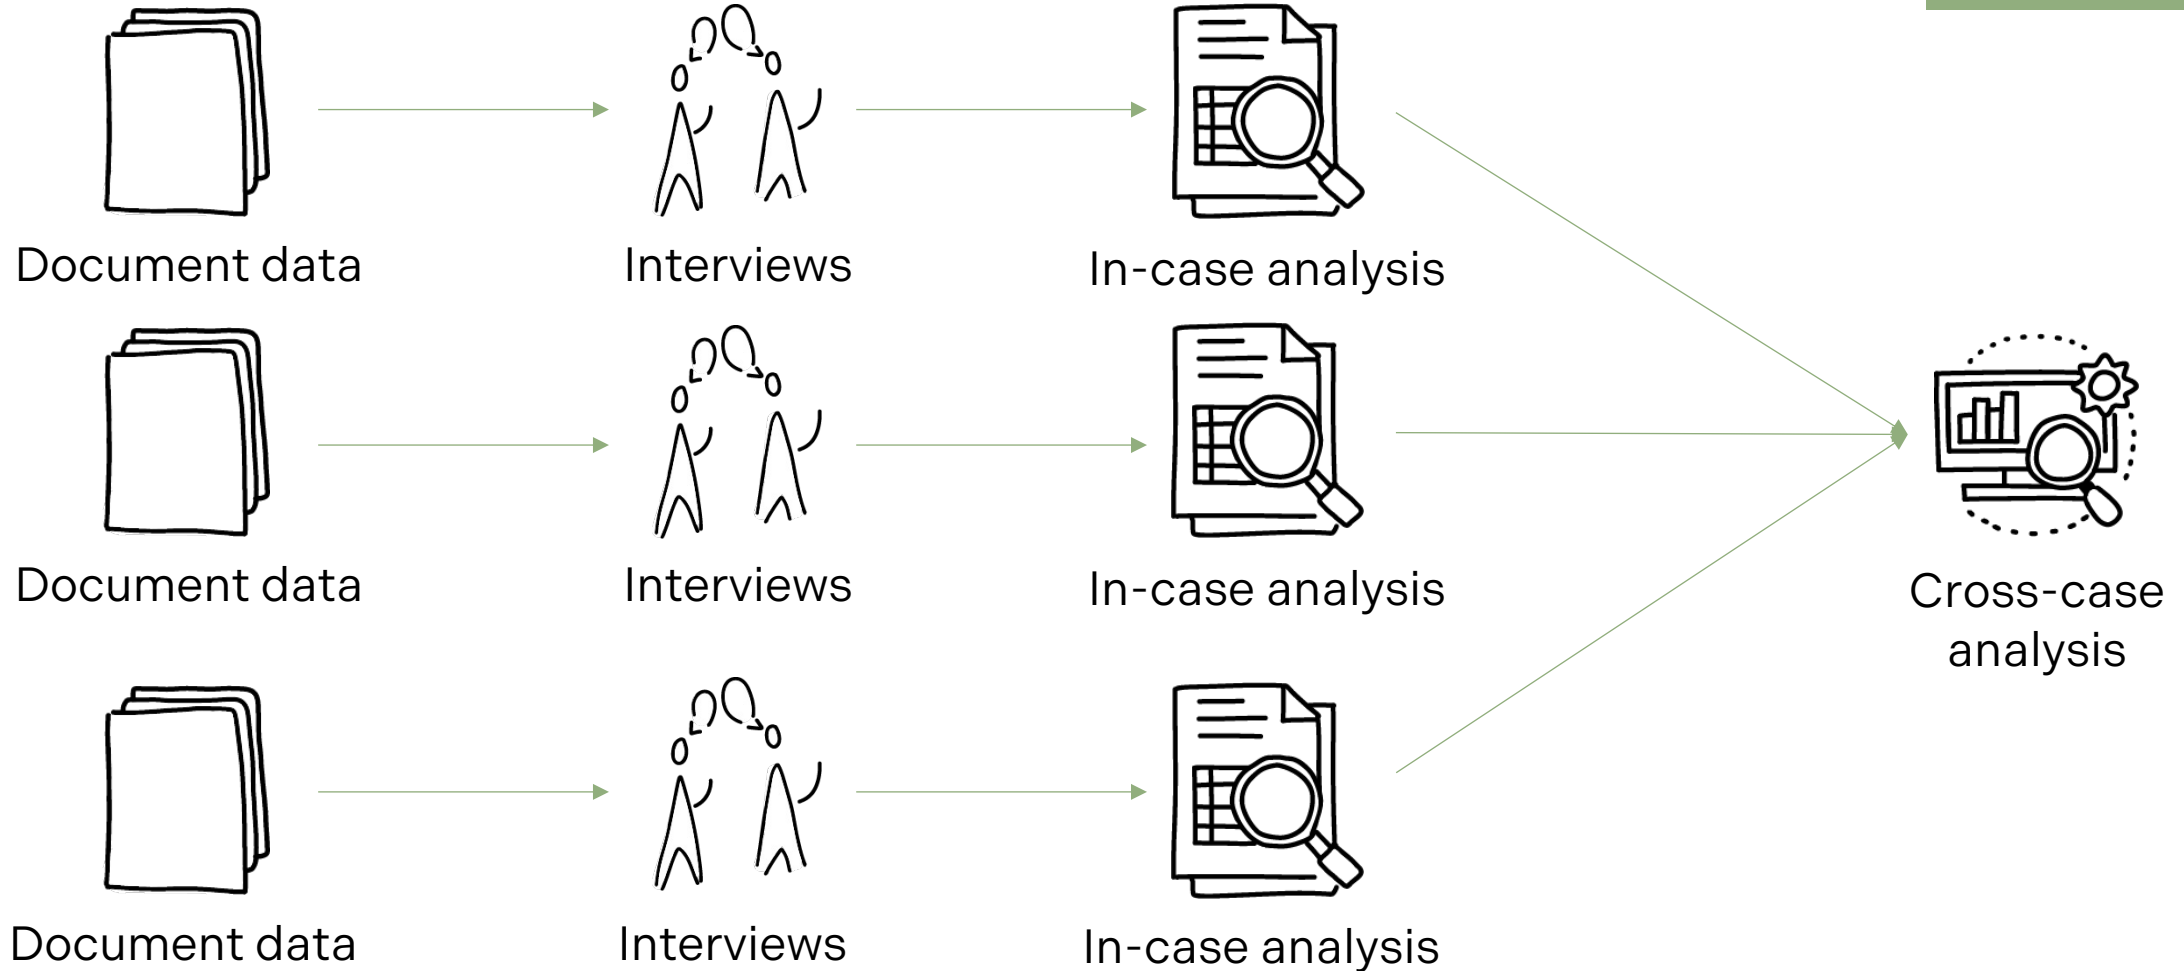 Document data
Interviews
In-case analysis
Document data
Interviews
In-case analysis
Cross-case
analysis
Document data
Interviews
In-case analysis